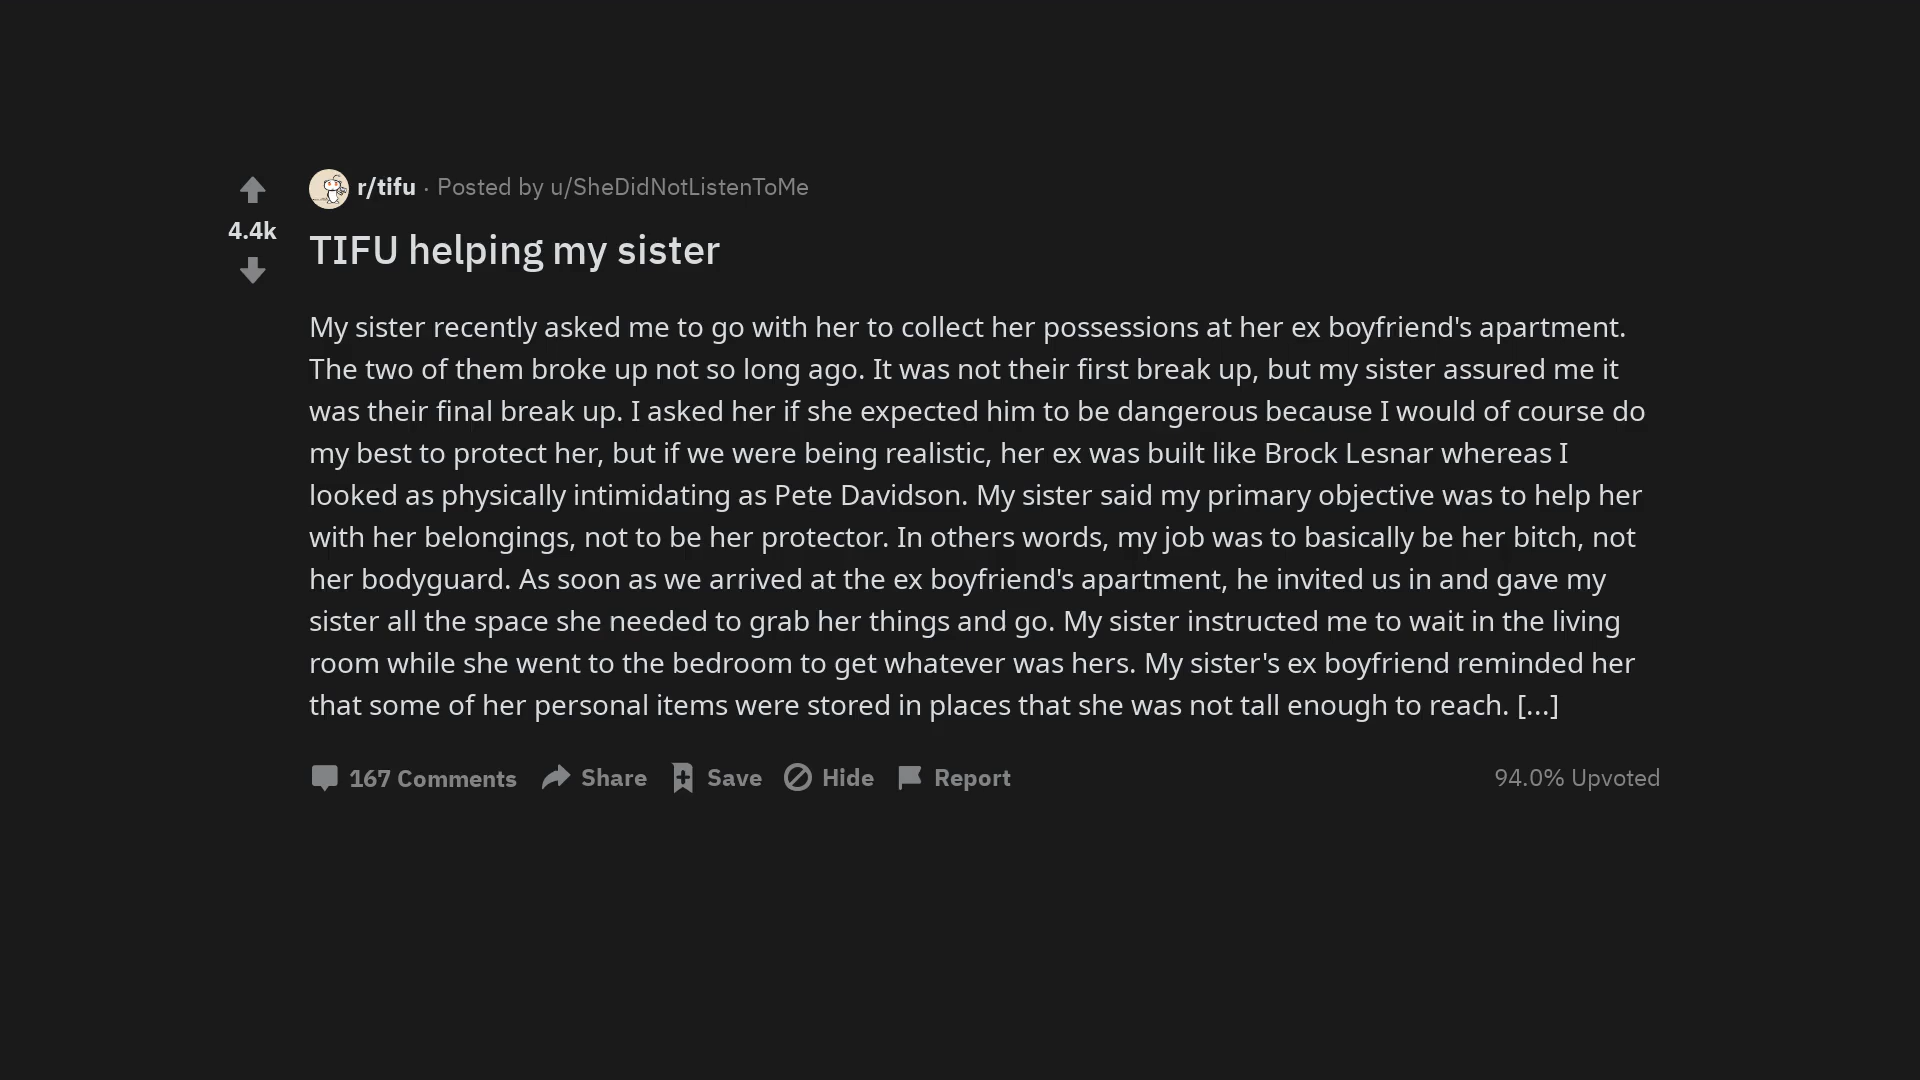 r/tifu · Posted by u/SheDidNotListenToMe
4.4k
TIFU helping my sister
My sister recently asked me to go with her to collect her possessions at her ex boyfriend's apartment.
The two of them broke up not so long ago. It was not their first break up, but my sister assured me it
was their final break up. I asked her if she expected him to be dangerous because I would of course do
my best to protect her, but if we were being realistic, her ex was built like Brock Lesnar whereas I
looked as physically intimidating as Pete Davidson. My sister said my primary objective was to help her
with her belongings, not to be her protector. In others words, my job was to basically be her bitch, not
her bodyguard. As soon as we arrived at the ex boyfriend's apartment, he invited us in and gave my
sister all the space she needed to grab her things and go. My sister instructed me to wait in the living
room while she went to the bedroom to get whatever was hers. My sister's ex boyfriend reminded her
that some of her personal items were stored in places that she was not tall enough to reach. [...]
167 Comments Share Save Hide Report 94.0% Upvoted